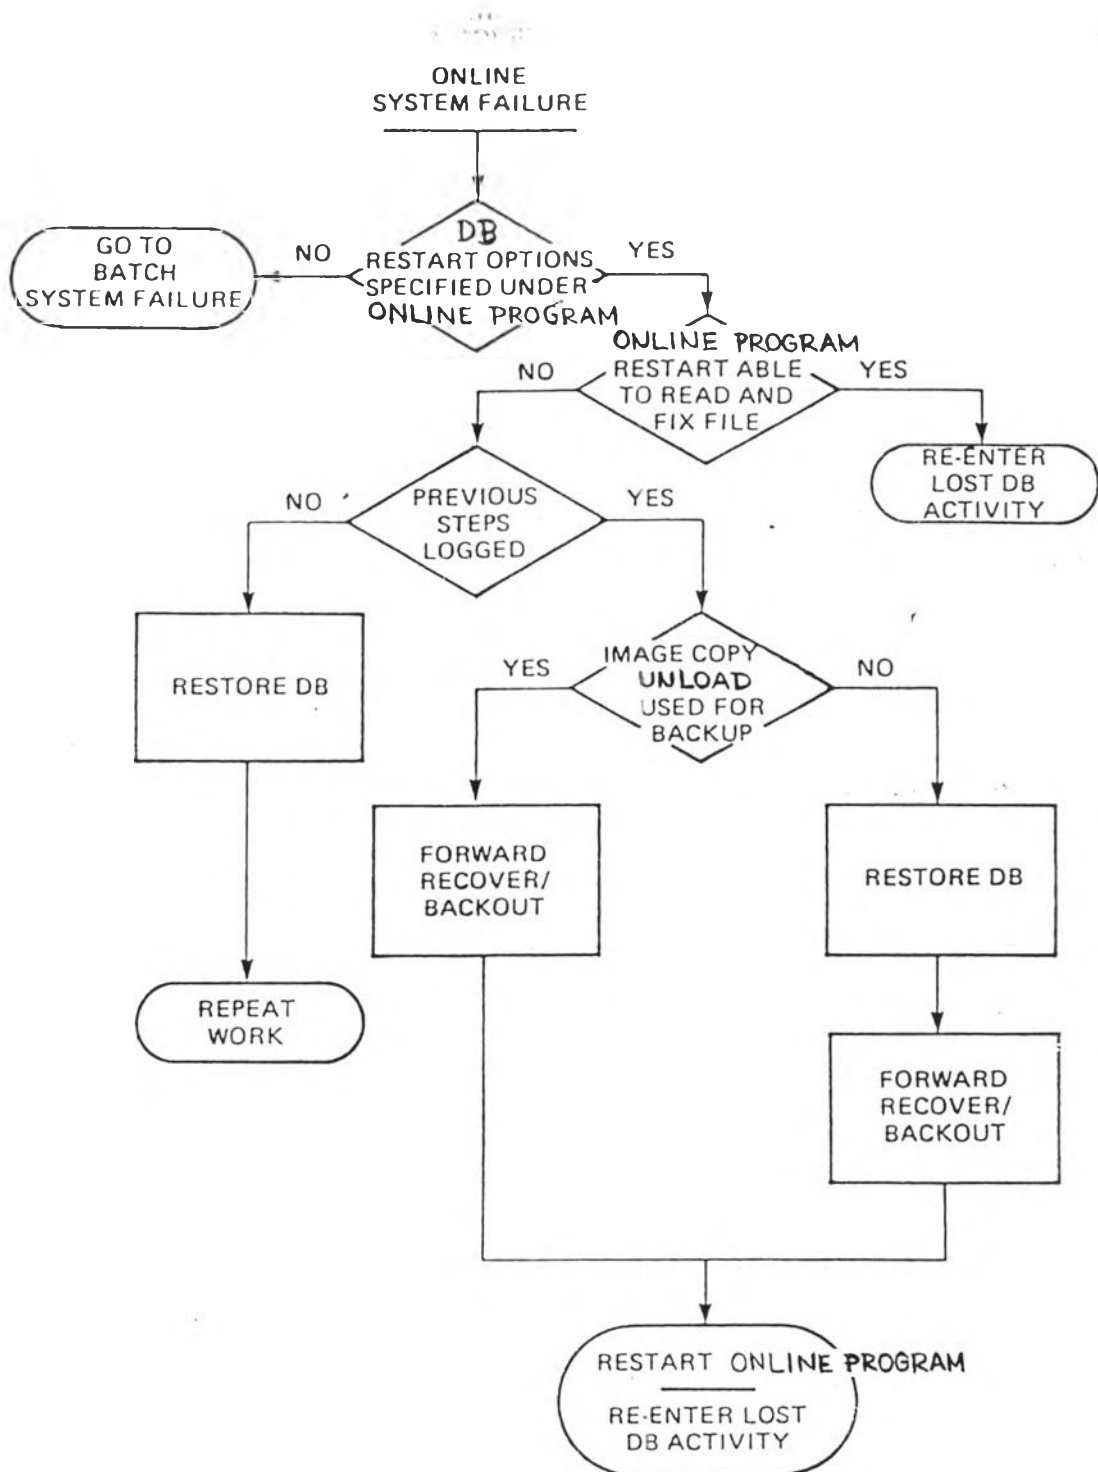 ONLINE
SYSTEM FAILURE
DB
RESTART OPTIONS
SPECIFIED UNDER
ONLINE PROGRAM
NO
YES
GO TO
BATCH
SYSTEM FAILURE
ONLINE PROGRAM
RESTART ABLE
TO READ AND
FIX FILE
NO
YES
RE-ENTER
LOST DB
ACTIVITY
PREVIOUS
STEPS
LOGGED
NO
YES
RESTORE DB
IMAGE COPY
UNLOAD
USED FOR
BACKUP
YES
NO
FORWARD
RECOVER/
BACKOUT
RESTORE DB
REPEAT
WORK
FORWARD
RECOVER/
BACKOUT
RESTART ONLINE PROGRAM
RE-ENTER LOST
DB ACTIVITY